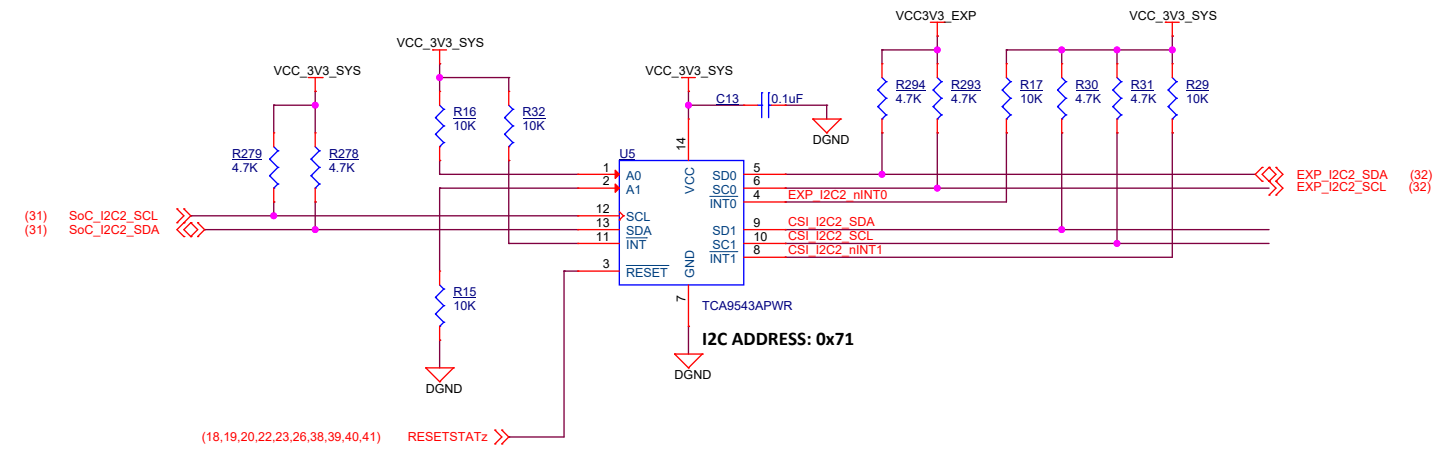 VCC3V3_EXP
VCC_3V3_SYS
VCC_3V3_SYS
VCC_3V3_SYS
VCC_3V3_SYS
R294
4.7K
R293
4.7K
R17
10K
R30
4.7K
R31
4.7K
R29
10K
C13
0.1uF
DGND
R16
10K
R32
10K
R279
4.7K
R278
4.7K
U5
14
VCC
1
A0
2
A1
12
SCL
13
SDA
11
INT
3
RESET
GND
7
5
SD0
6
SC0
4
INT0
9
SD1
10
SC1
8
INT1
EXP_I2C2_nINT0
CSI_I2C2_SDA
CSI_I2C2_SCL
CSI_I2C2_nINT1
EXP_I2C2_SDA (32)
EXP_I2C2_SCL (32)
(31) SoC_I2C2_SCL
(31) SoC_I2C2_SDA
R15
10K
TCA9543APWR
I2C ADDRESS: 0x71
DGND
DGND
(18,19,20,22,23,26,38,39,40,41) RESETSTATz